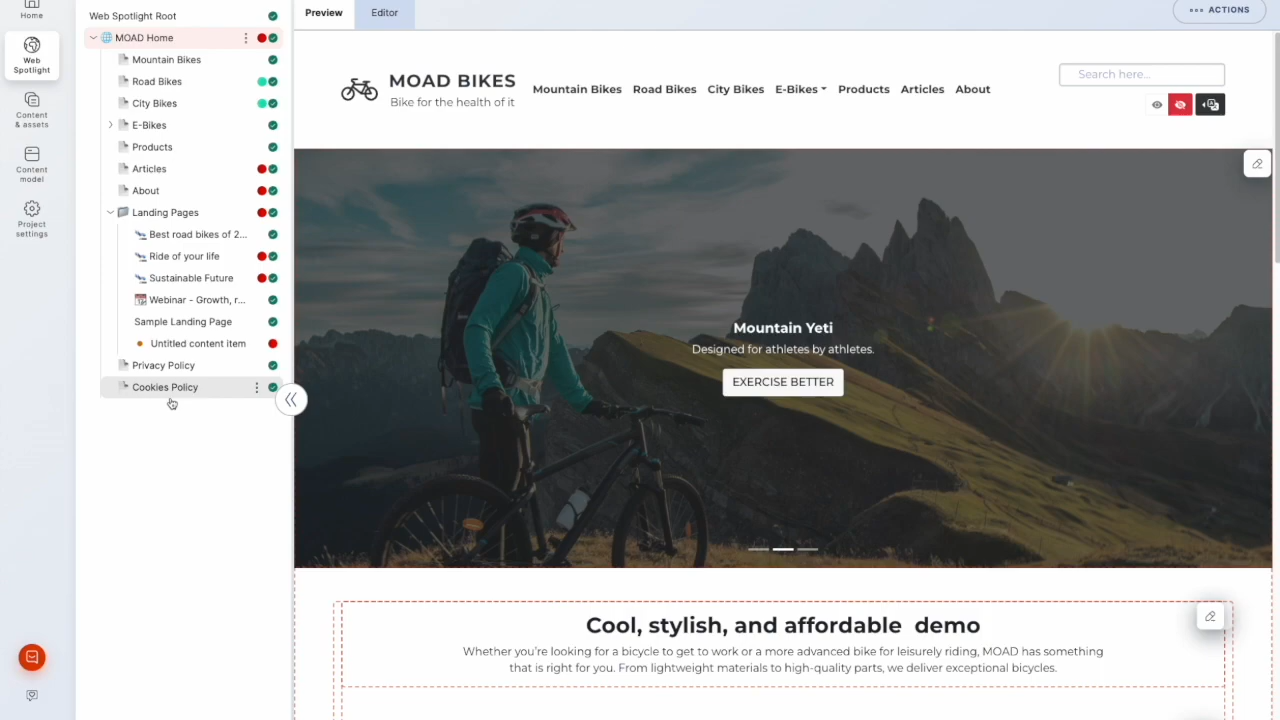 Home
Web
Spotlight
Content
& assets
Content
model
Project
settings
Web Spotlight Root
MOAD Home
Mountain Bikes
Road Bikes
City Bikes
E-Bikes
Products
Articles
About
Landing Pages
Best road bikes of 2...
Ride of your life
Sustainable Future
Webinar - Growth, r...
Sample Landing Page
Untitled content item
Privacy Policy
Cookies Policy
Preview
Editor
ACTIONS
MOAD BIKES
Bike for the health of it
Mountain Bikes Road Bikes City Bikes E-Bikes Products Articles About
Search here...
Mountain Yeti
Designed for athletes by athletes.
EXERCISE BETTER
Cool, stylish, and affordable demo
Whether you're looking for a bicycle to get to work or a more advanced bike for leisurely riding, MOAD has something
that is right for you. From lightweight materials to high-quality parts, we deliver exceptional bicycles.